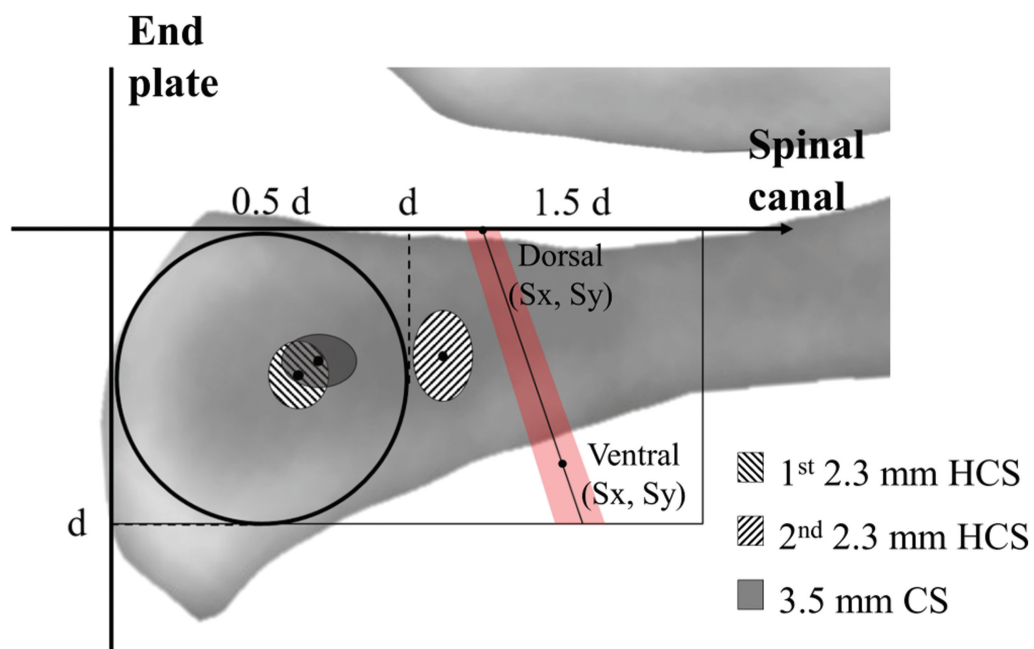 End
plate
Spinal
canal
0.5 d
d
1.5 d
Dorsal
(Sx, Sy)
Ventral
(Sx, Sy)
d
1st 2.3 mm HCS
2nd 2.3 mm HCS
3.5 mm CS